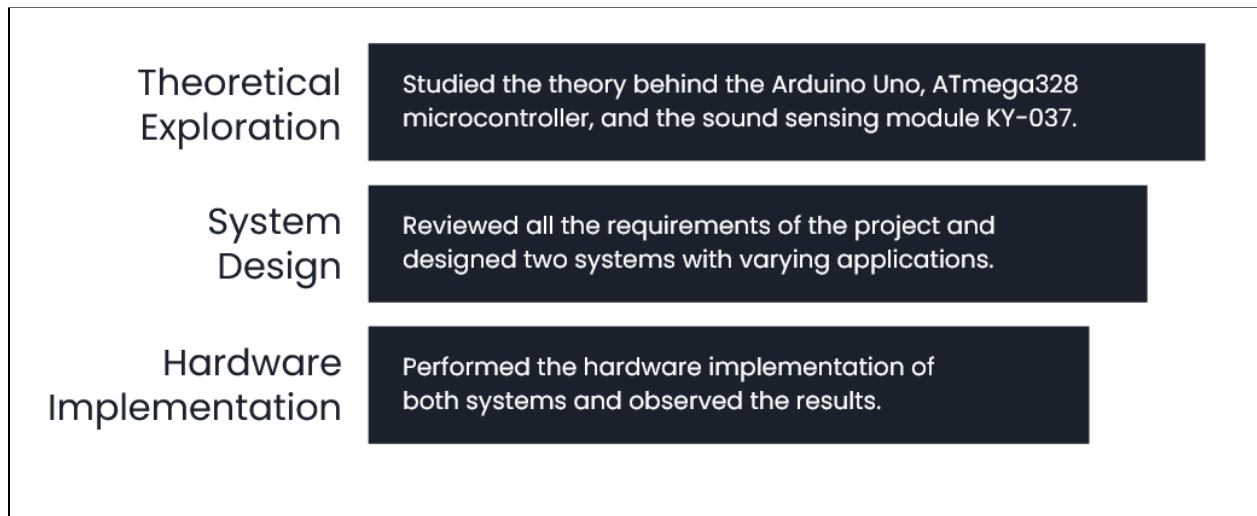 Theoretical
Exploration
Studied the theory behind the Arduino Uno, ATmega328
microcontroller, and the sound sensing module KY-037.
System
Design
Reviewed all the requirements of the project and
designed two systems with varying applications.
Hardware
Implementation
Performed the hardware implementation of
both systems and observed the results.